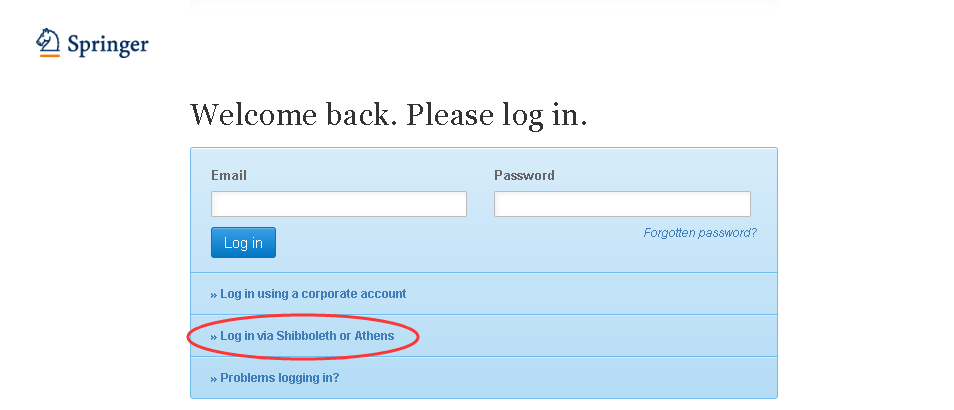 Springer
Welcome back. Please log in.
Email Password
Log in Forgotten password?
» Log in using a corporate account
» Log in via Shibboleth or Athens
» Problems logging in?